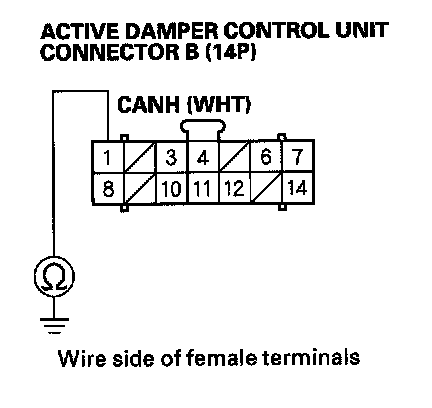 ACTIVE DAMPER CONTROL UNIT
CONNECTOR B (14P)
CANH (WHT)
1 3 4 6 7
8 10 11 12 14
Ω
Wire side of female terminals